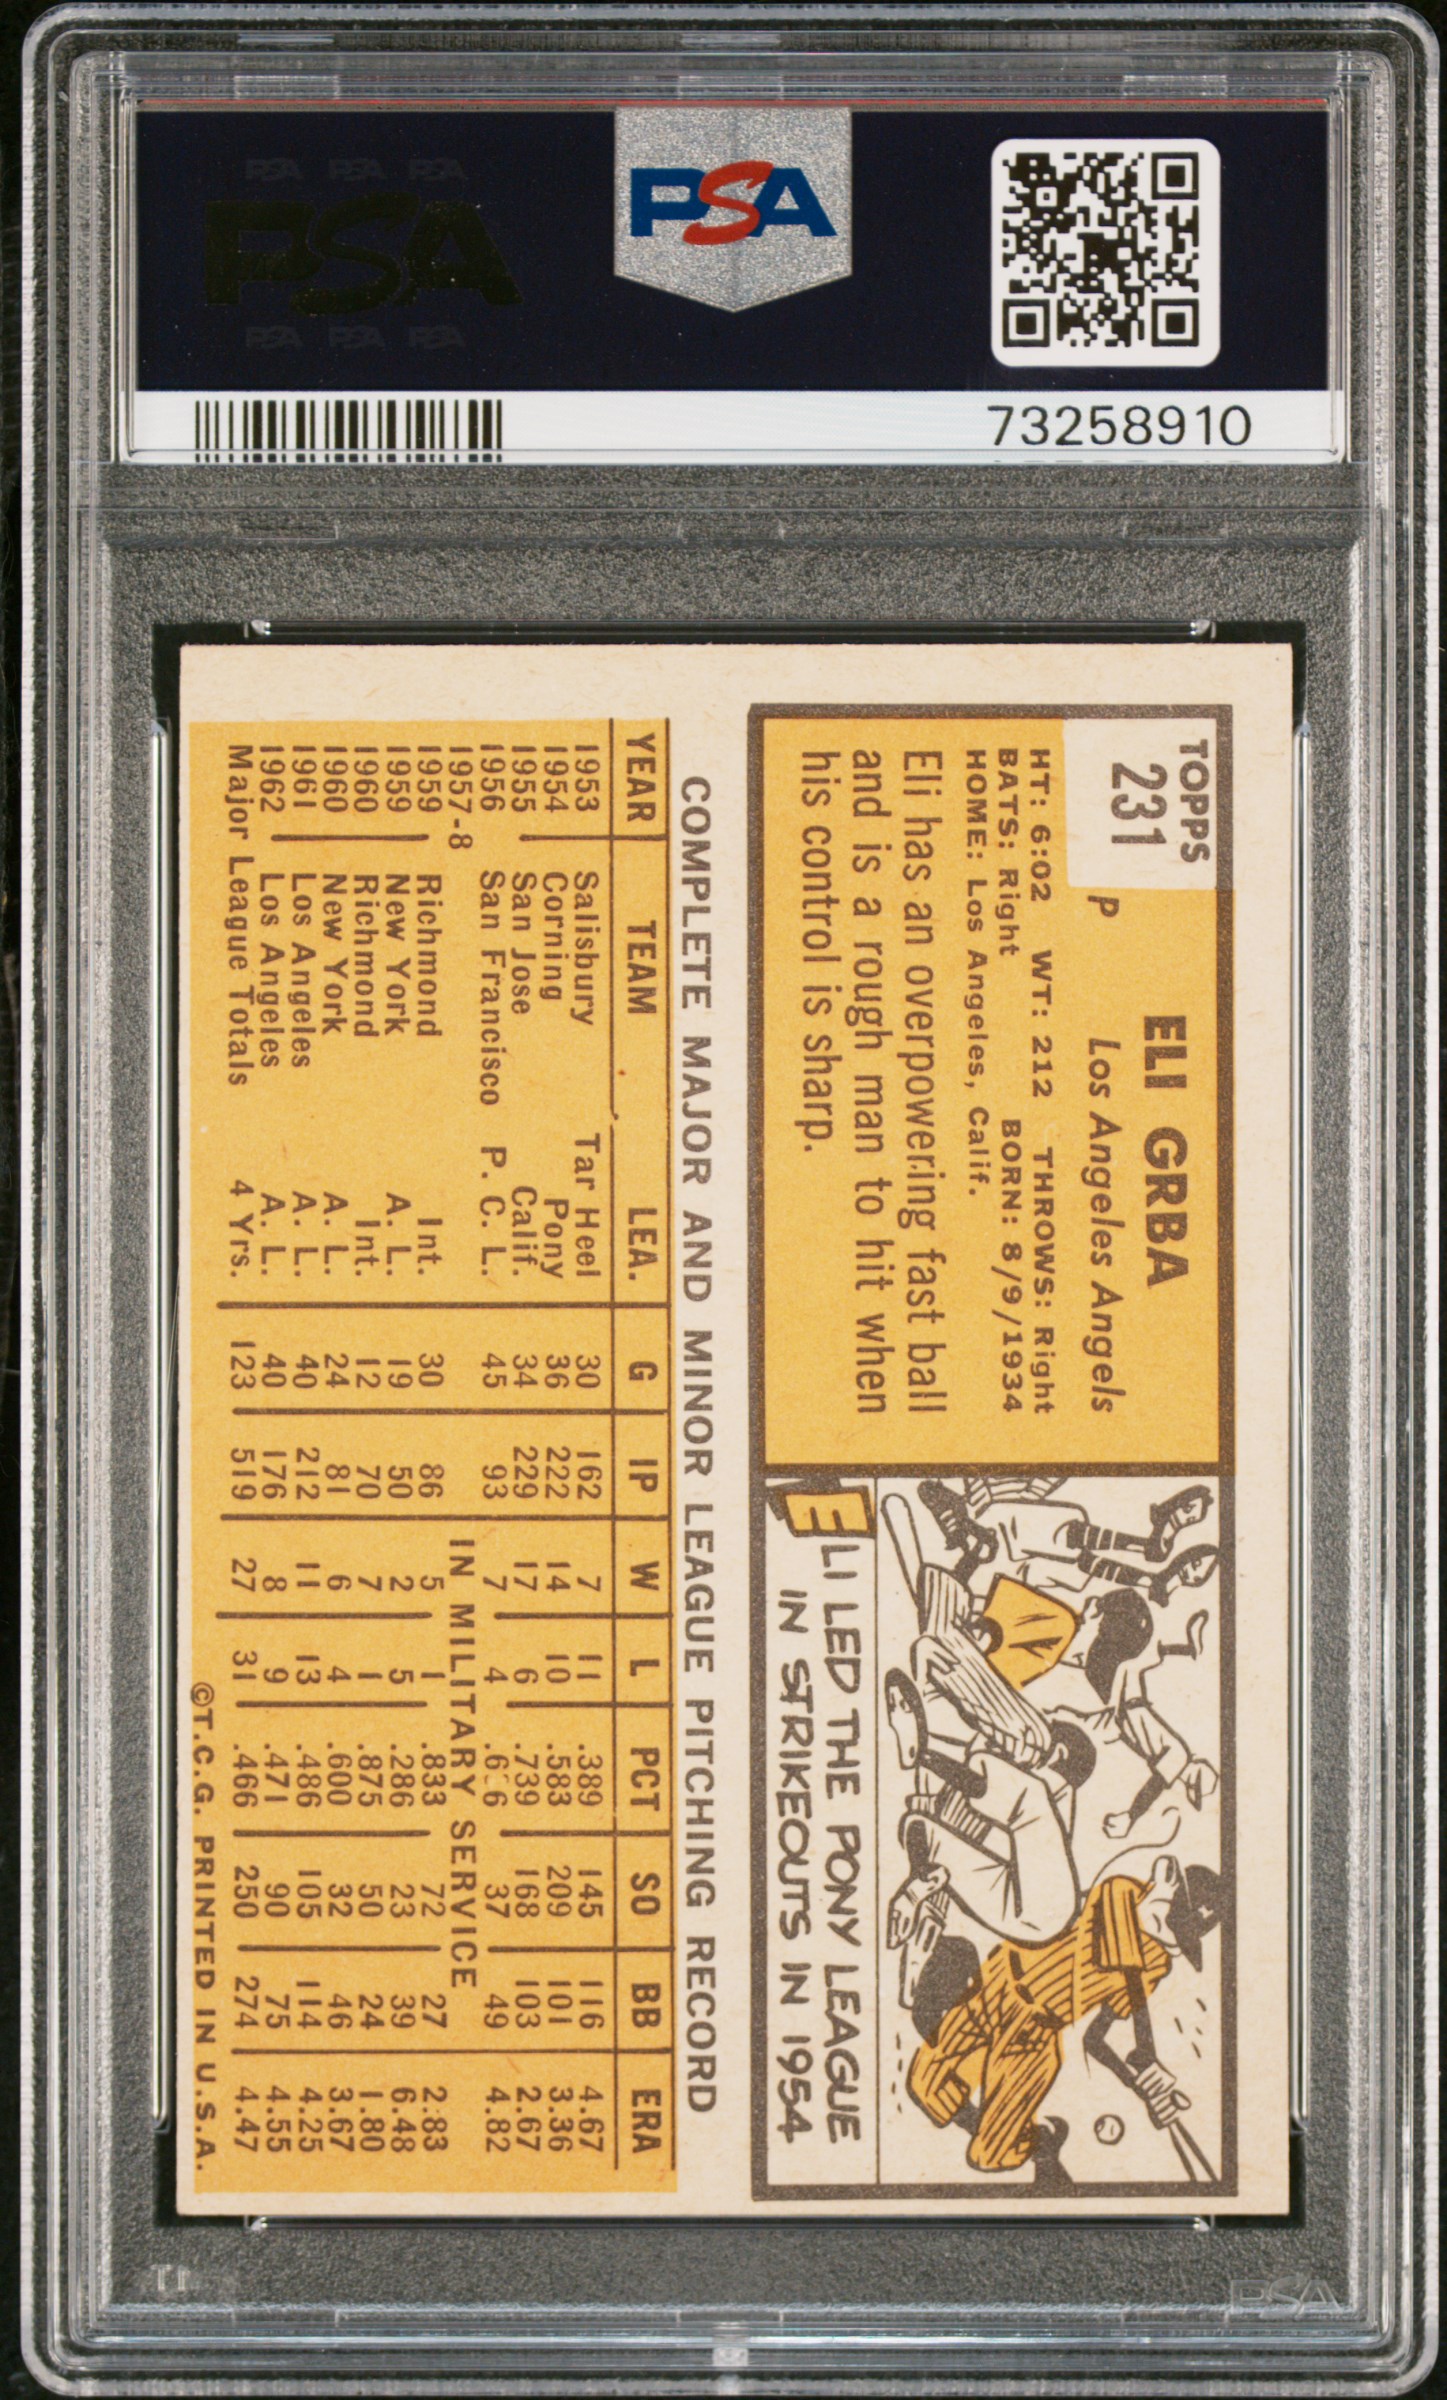 PSA PSA PSA
PSA
PSA PSA PSA
PSA
73258910
TOPPS
231
P
ELI GRBA
Los Angeles Angels
HT: 6:02 WT: 212 THROWS: Right
BATS: Right BORN: 8/9/1934
HOME: Los Angeles, Calif.
Eli has an overpowering fast ball
and is a rough man to hit when
his control is sharp.
ELI LED THE PONY LEAGUE
IN STRIKEOUTS IN 1954
COMPLETE MAJOR AND MINOR LEAGUE PITCHING RECORD
YEAR TEAM LEA. G IP W L PCT SO BB ERA
1953 Salisbury Tar Heel 30 162 7 11 .389 145 116 4.67
1954 Corning Pony 36 222 14 10 .583 209 101 3.36
1955 San Jose Calif. 34 229 17 6 .739 168 103 2.67
1956 San Francisco P. C. L. 45 93 7 4 37 49 4.82
1957-8 IN MILITARY SERVICE
1959 Richmond Int. 30 86 5 1 .833 72 27 2.83
1959 New York A. L. 19 50 2 5 .286 23 39 6.48
1960 Richmond Int. 12 70 7 1 .875 50 24 1.80
1960 New York A. L. 24 81 6 4 .600 32 46 3.67
1961 Los Angeles A. L. 40 212 11 13 .486 105 114 4.25
1962 Los Angeles A. L. 40 176 8 9 .471 90 75 4.55
Major League Totals 4 Yrs. 123 519 27 31 .466 250 274 4.47
©T.C.G. PRINTED IN U.S.A.
PSA